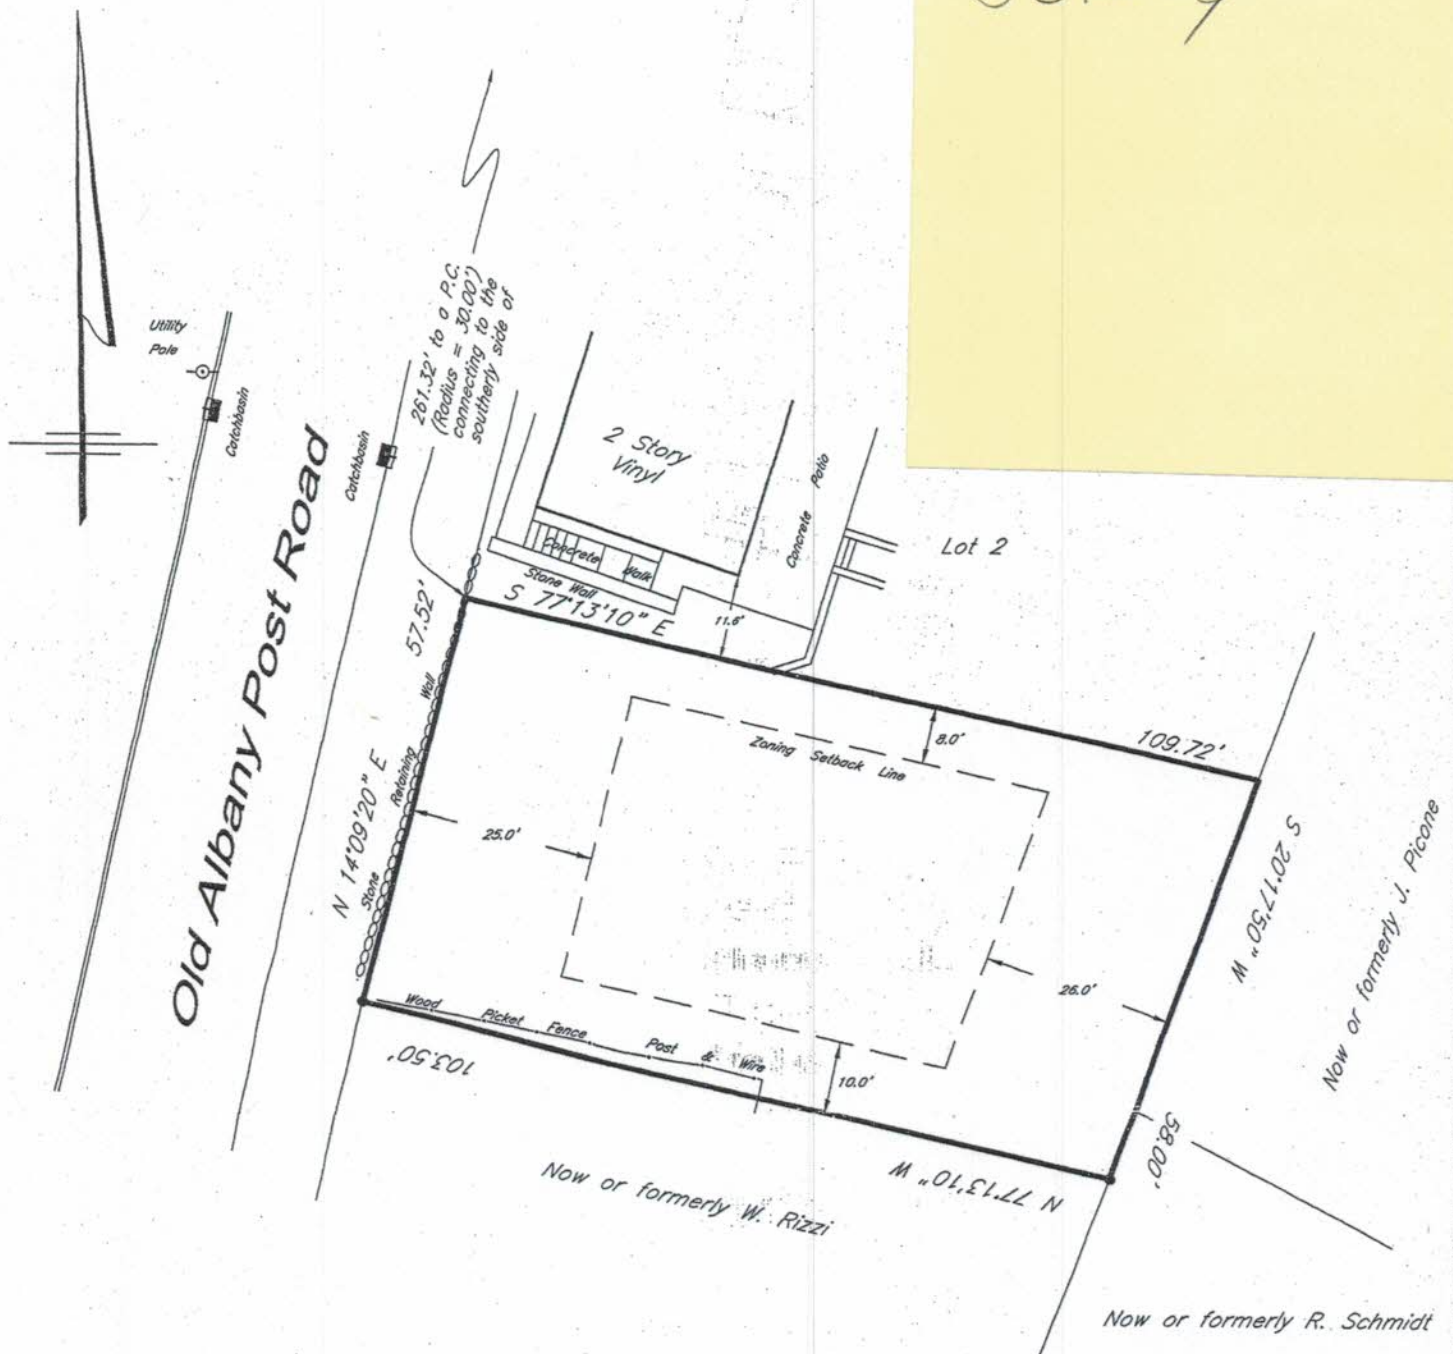 Utility
Pole
Catchbasin
Catchbasin
Old Albany Post Road
261.32' to a P.C.
(Radius = 30.00')
connecting to the
southerly side of
2 Story
Vinyl
Concrete Walk
Stone Wall
Concrete Patio
Lot 2
11.6'
S 77°13'10" E
109.72'
57.52'
N 14°09'20" E
Stone Retaining Wall
Zoning Setback Line
8.0'
25.0'
26.0'
10.0'
S 20°17'50" W
58.00'
Now or formerly J. Picone
Wood Picket Fence Post & Wire
103.50'
N 77°13'10" W
Now or formerly W. Rizzi
Now or formerly R. Schmidt